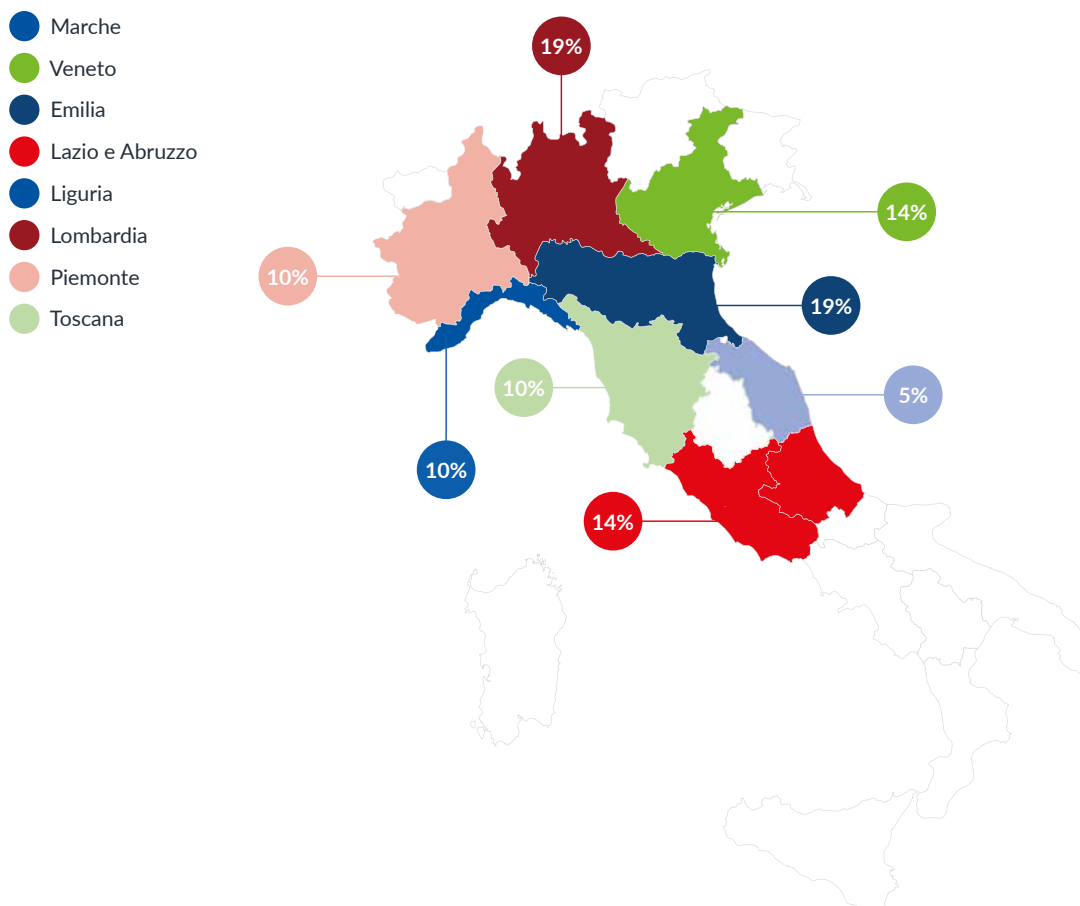 Marche
Veneto
Emilia
Lazio e Abruzzo
Liguria
Lombardia
Piemonte
Toscana
19%
14%
10%
19%
10%
5%
10%
14%